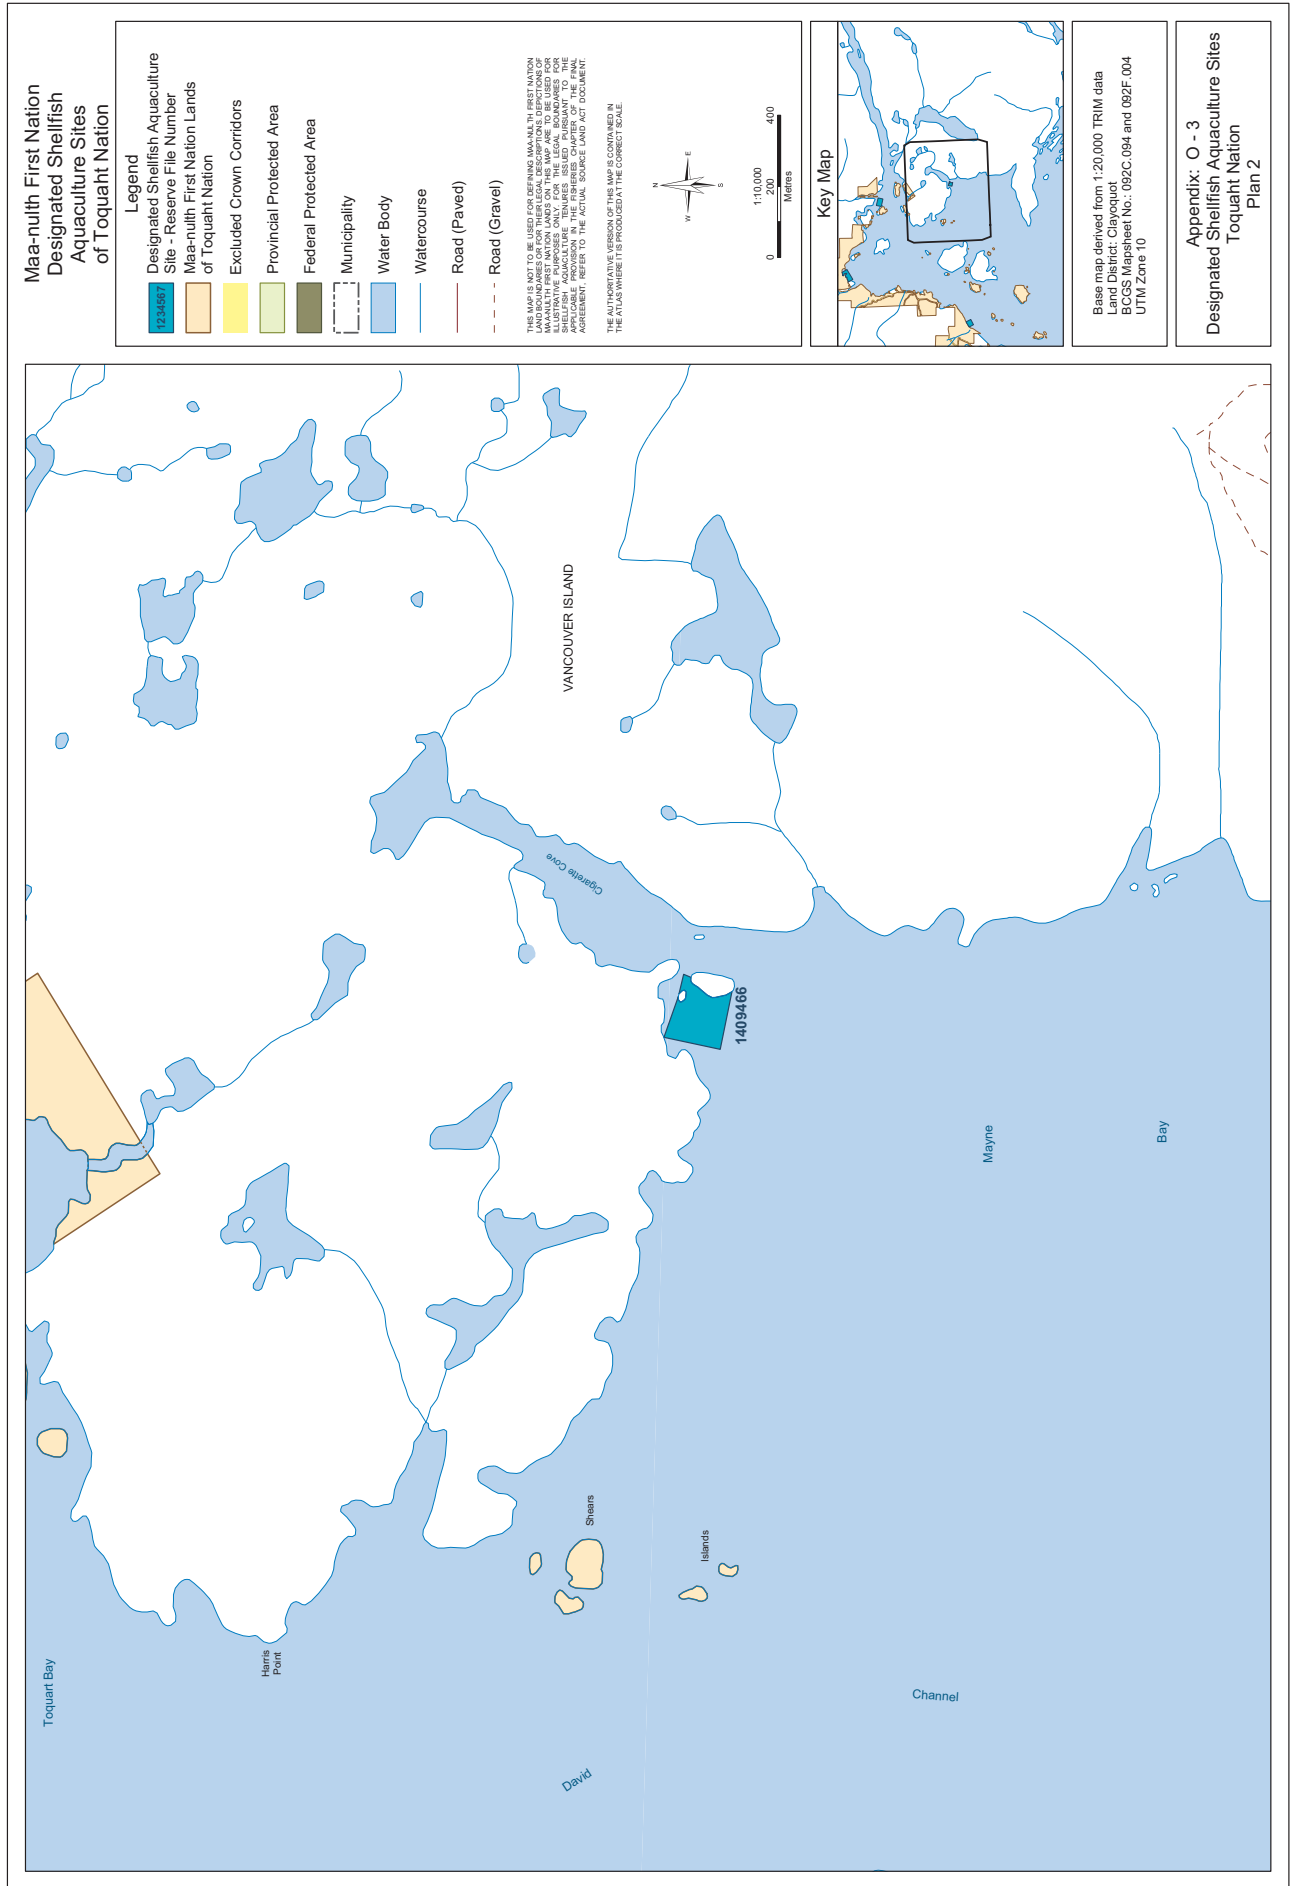 Maa-nulth First Nation
Designated Shellfish
Aquaculture Sites
of Toquaht Nation
Legend
1234567
Designated Shellfish Aquaculture
Site - Reserve File Number
Maa-nulth First Nation Lands
of Toquaht Nation
Excluded Crown Corridors
Provincial Protected Area
Federal Protected Area
Municipality
Water Body
Watercourse
Road (Paved)
Road (Gravel)
THIS MAP IS NOT TO BE USED FOR DEFINING MAA-NULTH FIRST NATION
LAND BOUNDARIES OR FOR THEIR LEGAL DESCRIPTIONS. DEPICTIONS OF
MAA-NULTH FIRST NATION LANDS ON THIS MAP ARE TO BE USED FOR
ILLUSTRATIVE PURPOSES ONLY. FOR THE LEGAL BOUNDARIES FOR
SHELLFISH AQUACULTURE TENURES ISSUED PURSUANT TO THE
APPLICABLE PROVISION IN THE FISHERIES CHAPTER OF THE FINAL
AGREEMENT, REFER TO THE ACTUAL SOURCE LAND ACT DOCUMENT.
THE AUTHORITATIVE VERSION OF THIS MAP IS CONTAINED IN
THE ATLAS WHERE IT IS PRODUCED AT THE CORRECT SCALE.
N
W E
S
1:10,000
0 200 400
Metres
Key Map
Base map derived from 1:20,000 TRIM data
Land District: Clayoquot
BCGS Mapsheet No.: 092C.094 and 092F.004
UTM Zone 10
Appendix: O - 3
Designated Shellfish Aquaculture Sites
Toquaht Nation
Plan 2
Toquart Bay
Harris
Point
VANCOUVER ISLAND
Cigarette Cove
Shears
Islands
1409466
David
Channel
Mayne
Bay